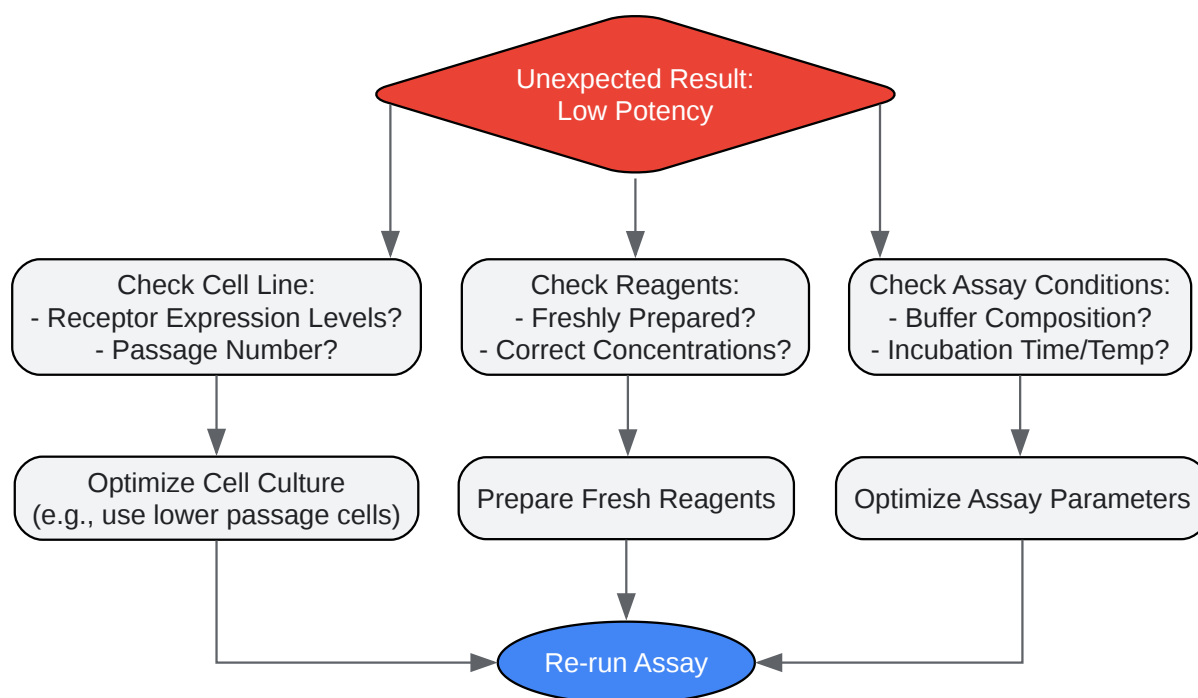 Unexpected Result:
Low Potency
Check Cell Line:
- Receptor Expression Levels?
- Passage Number?
Check Reagents:
- Freshly Prepared?
- Correct Concentrations?
Check Assay Conditions:
- Buffer Composition?
- Incubation Time/Temp?
Optimize Cell Culture
(e.g., use lower passage cells)
Prepare Fresh Reagents
Optimize Assay Parameters
Re-run Assay